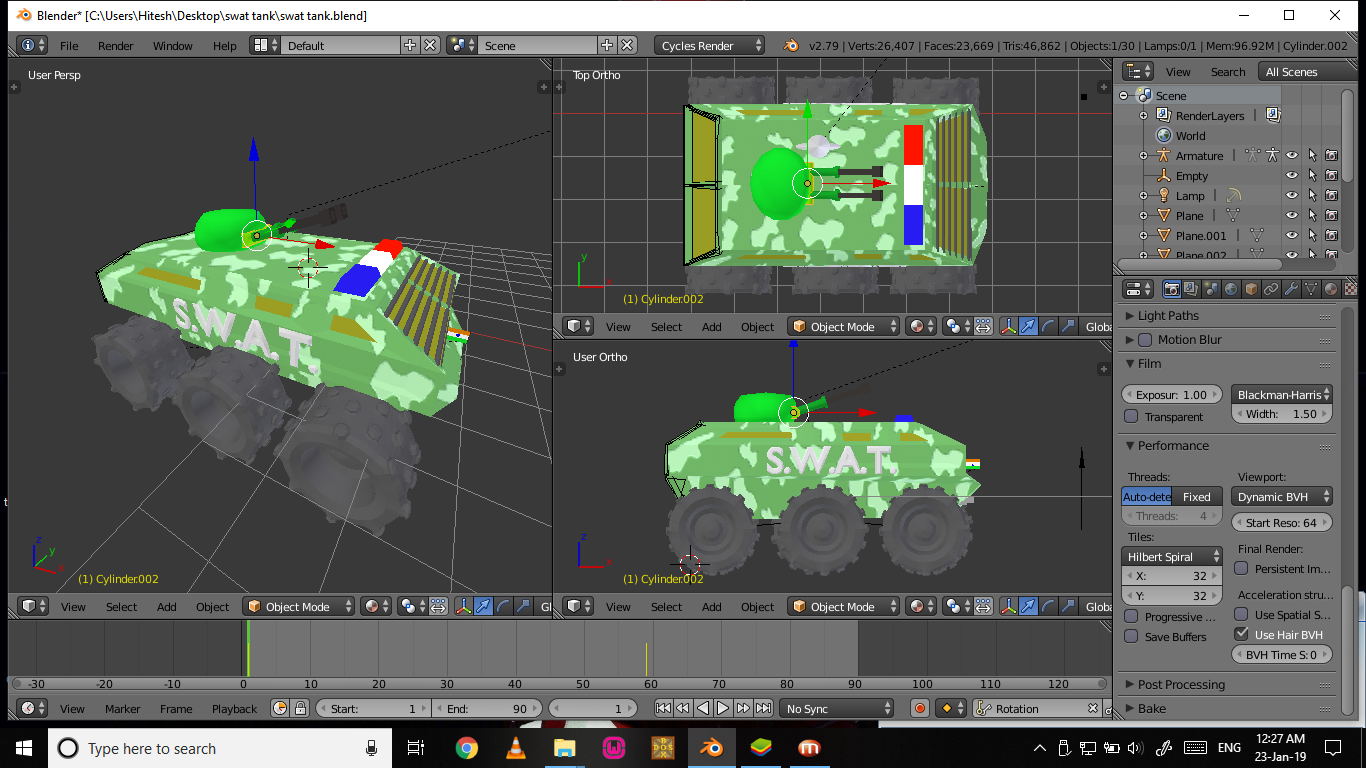 Blender* [C:\Users\Hitesh\Desktop\swat tank\swat tank.blend]
File Render Window Help Default Scene Cycles Render v2.79 | Verts:26,407 | Faces:23,669 | Tris:46,862 | Objects:1/30 | Lamps:0/1 | Mem:96.92M | Cylinder.002
User Persp
S.W.A.T.
z
y
x
(1) Cylinder.002
View Select Add Object Object Mode Gl
Top Ortho
y
x
(1) Cylinder.002
View Select Add Object Object Mode Globa
User Ortho
S.W.A.T.
z
x
(1) Cylinder.002
View Select Add Object Object Mode Globa
View Search All Scenes
Scene
RenderLayers
World
Armature
Empty
Lamp
Plane
Plane.001
Plane.002
Light Paths
Motion Blur
Film
Exposur: 1.00 Blackman-Harris
Transparent Width: 1.50
Performance
Threads: Viewport:
Auto-dete Fixed Dynamic BVH
Threads: 4 Start Reso: 64
Tiles: Final Render:
Hilbert Spiral Persistent Im...
X: 32 Acceleration stru...
Y: 32 Use Spatial S...
Progressive ... Use Hair BVH
Save Buffers BVH Time S: 0
Post Processing
Bake
-30 -20 -10 0 10 20 30 40 50 60 70 80 90 100 110 120
View Marker Frame Playback Start: 1 End: 90 1 No Sync Rotation
Type here to search
ENG
12:27 AM
23-Jan-19